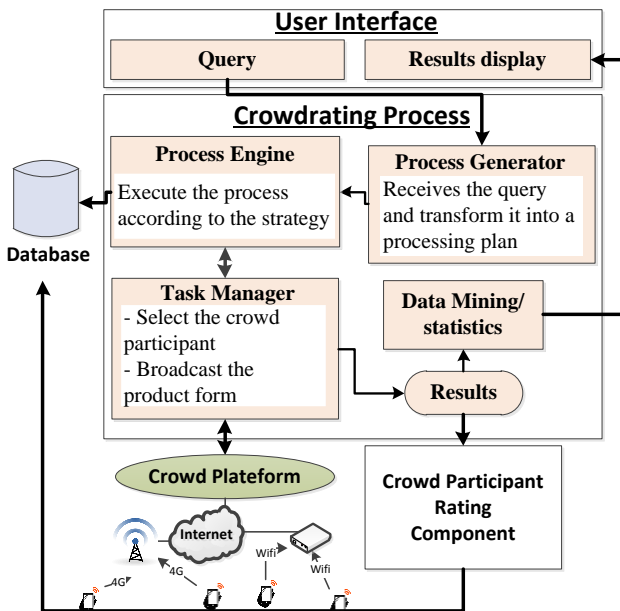 User Interface
Query
Results display
Crowdrating Process
Process Engine
Execute the process
according to the strategy
Process Generator
Receives the query
and transform it into a
processing plan
Database
Task Manager
- Select the crowd
participant
- Broadcast the
product form
Data Mining/
statistics
Results
Crowd Plateform
Crowd Participant
Rating
Component
Internet
4G
4G
Wifi
Wifi